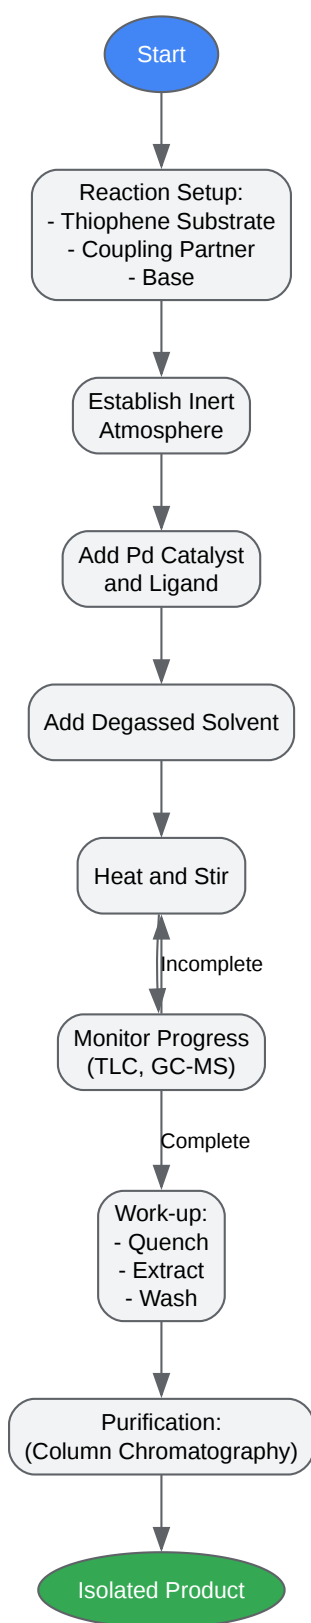 Start
Reaction Setup:
- Thiophene Substrate
- Coupling Partner
- Base
Establish Inert
Atmosphere
Add Pd Catalyst
and Ligand
Add Degassed Solvent
Heat and Stir
Incomplete
Monitor Progress
(TLC, GC-MS)
Complete
Work-up:
- Quench
- Extract
- Wash
Purification:
(Column Chromatography)
Isolated Product